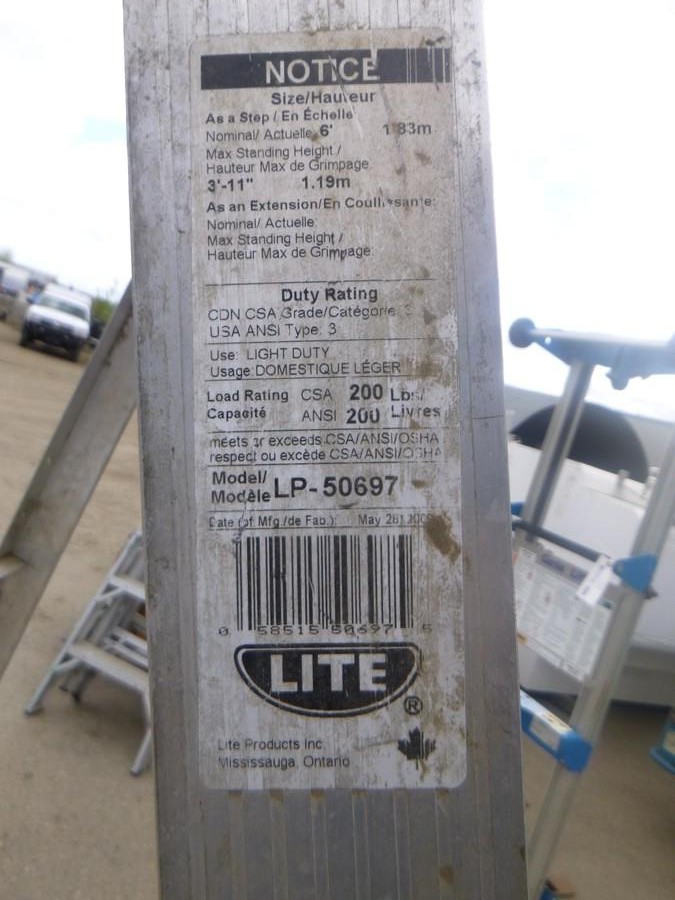 NOTICE
Size/Hauteur
As a Step / En Échelle
Nominal/ Actuelle 6' 1.83m
Max Standing Height /
Hauteur Max de Grimpage
3'-11" 1.19m
As an Extension/En Coulissante:
Nominal/ Actuelle:
Max Standing Height /
Hauteur Max de Grimpage:
Duty Rating
CDN CSA Grade/Catégorie 3
USA ANSI Type: 3
Use: LIGHT DUTY
Usage: DOMESTIQUE LÉGER
Load Rating CSA 200 Lbs/
Capacité ANSI 200 Livres
meets or exceeds CSA/ANSI/OSHA
respect ou excède CSA/ANSI/OSHA
Model/
Modèle LP-50697
Date (of Mfg./de Fab.): May 28
0 58515 50697 5
LITE®
Lite Products Inc.
Mississauga, Ontario